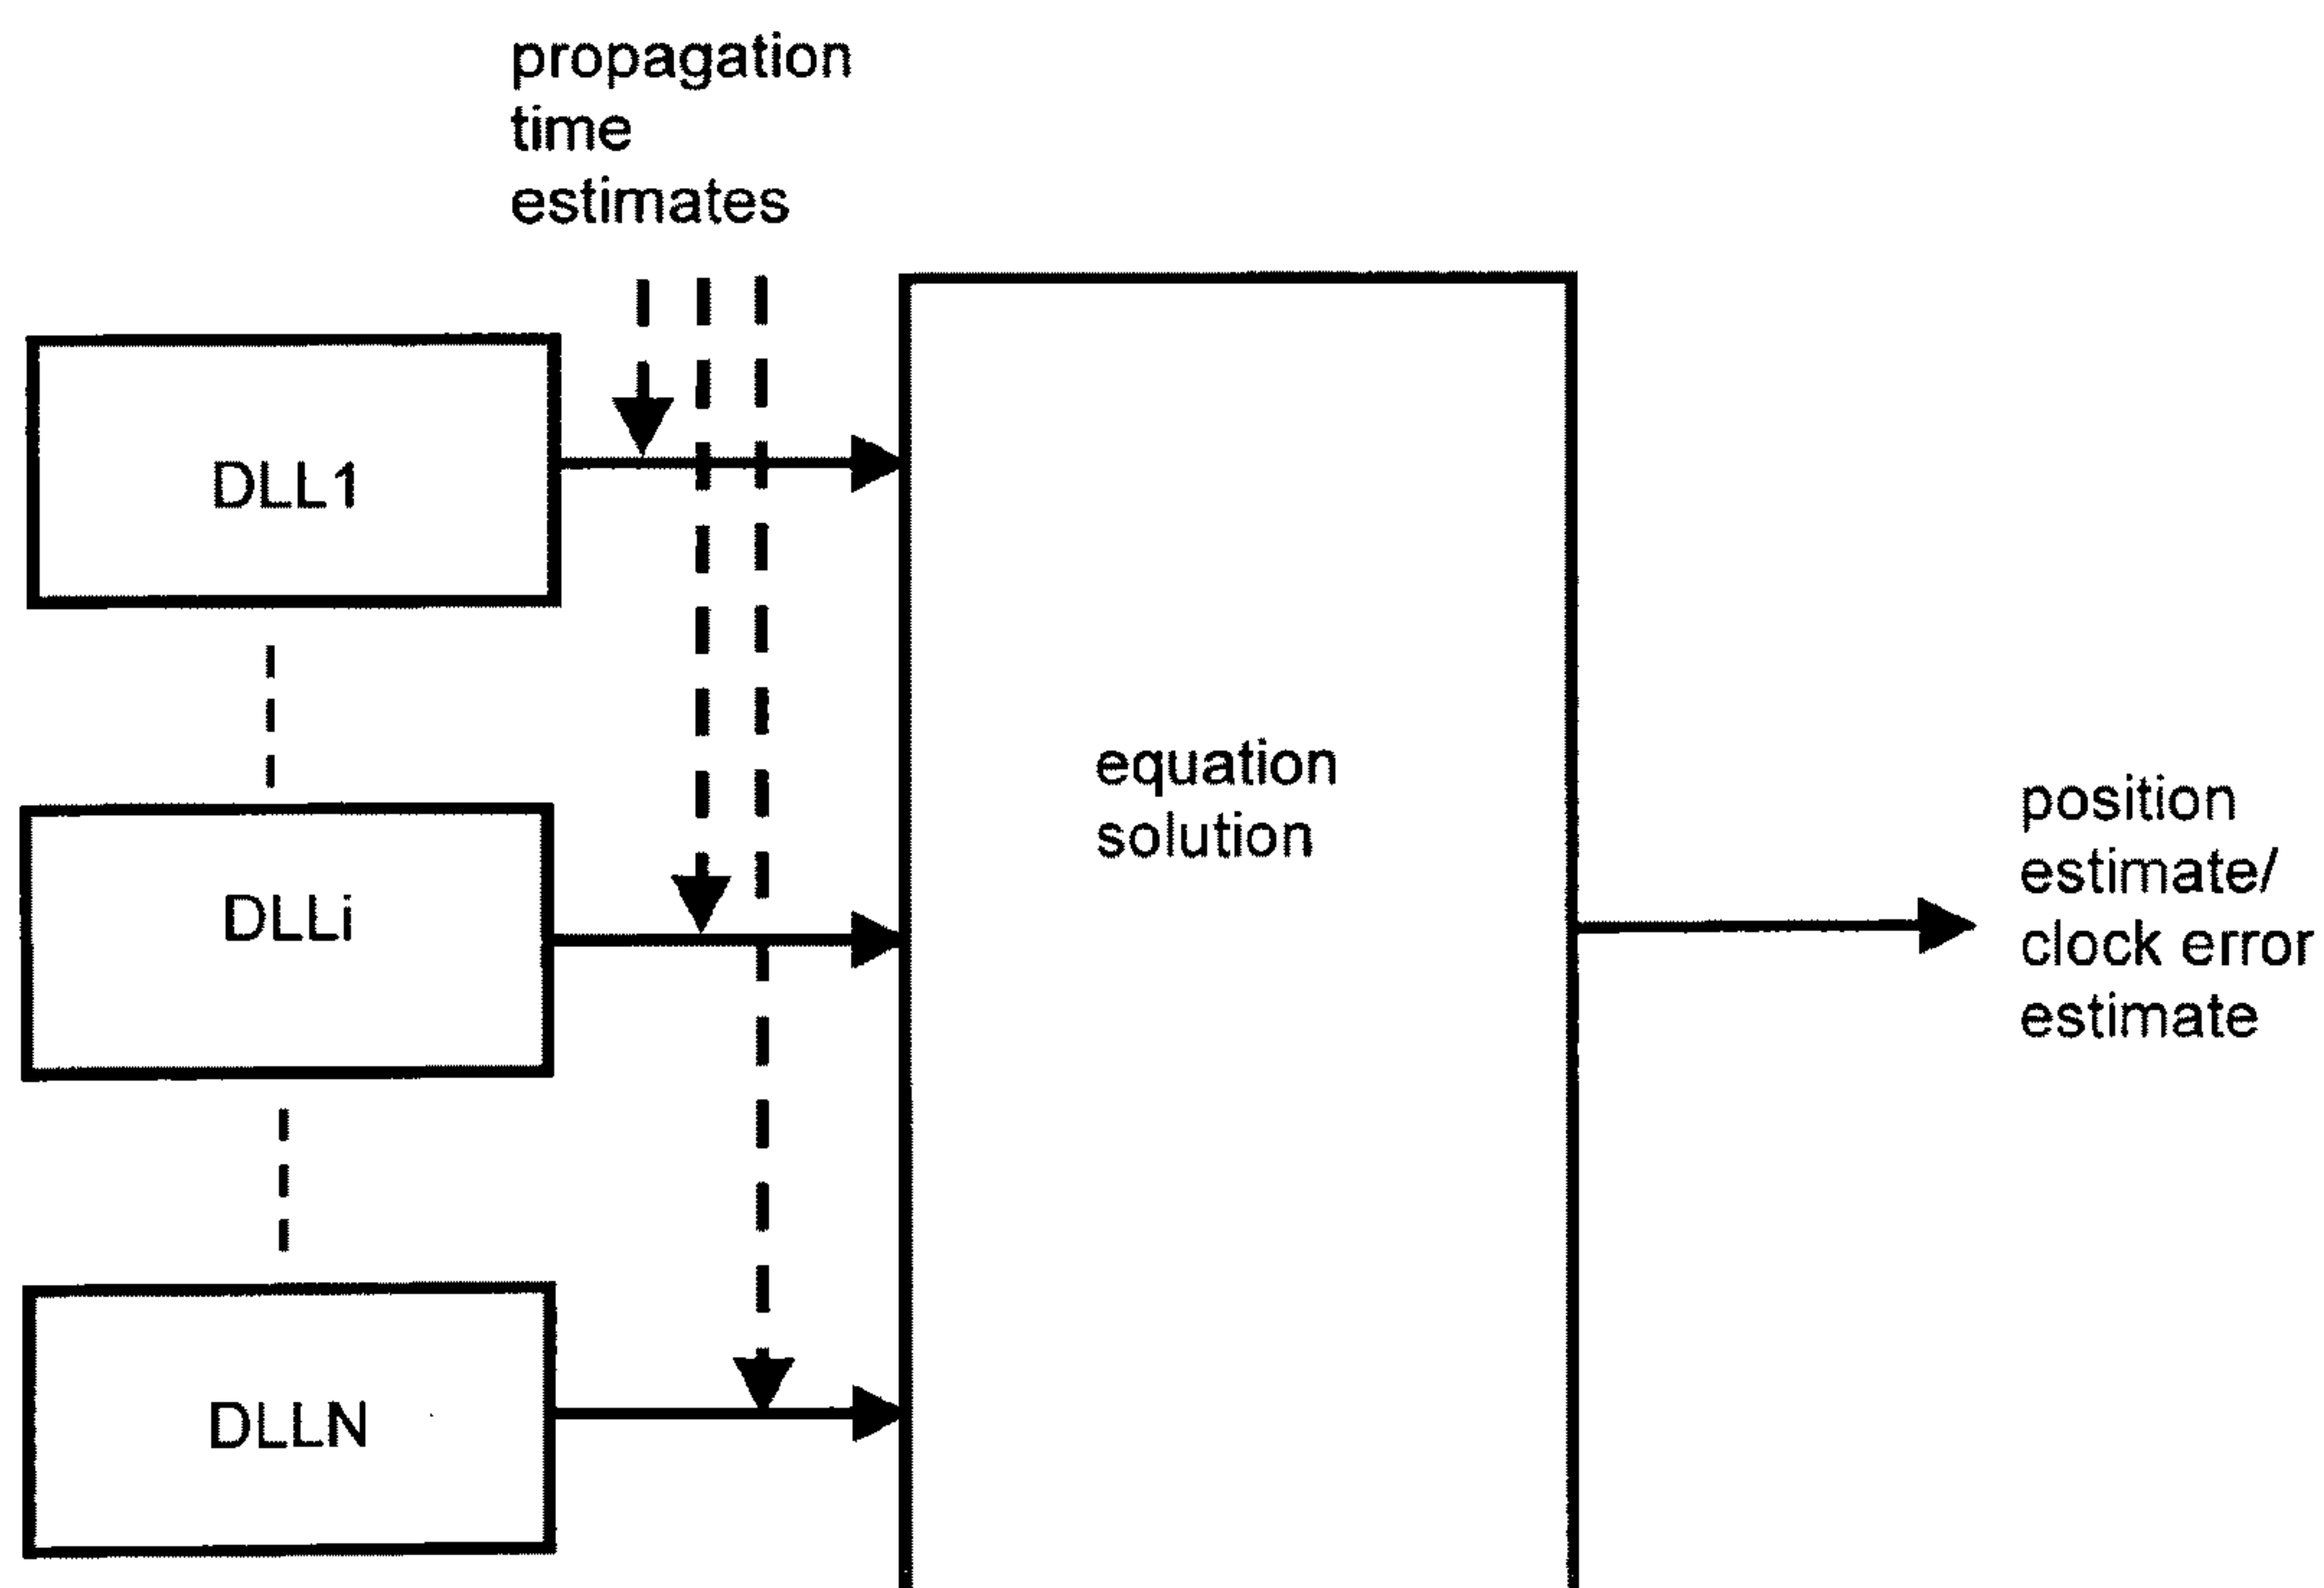 propagation
time
estimates
DLL1
equation
solution
DLLi
position
estimate/
clock error
estimate
DLLN